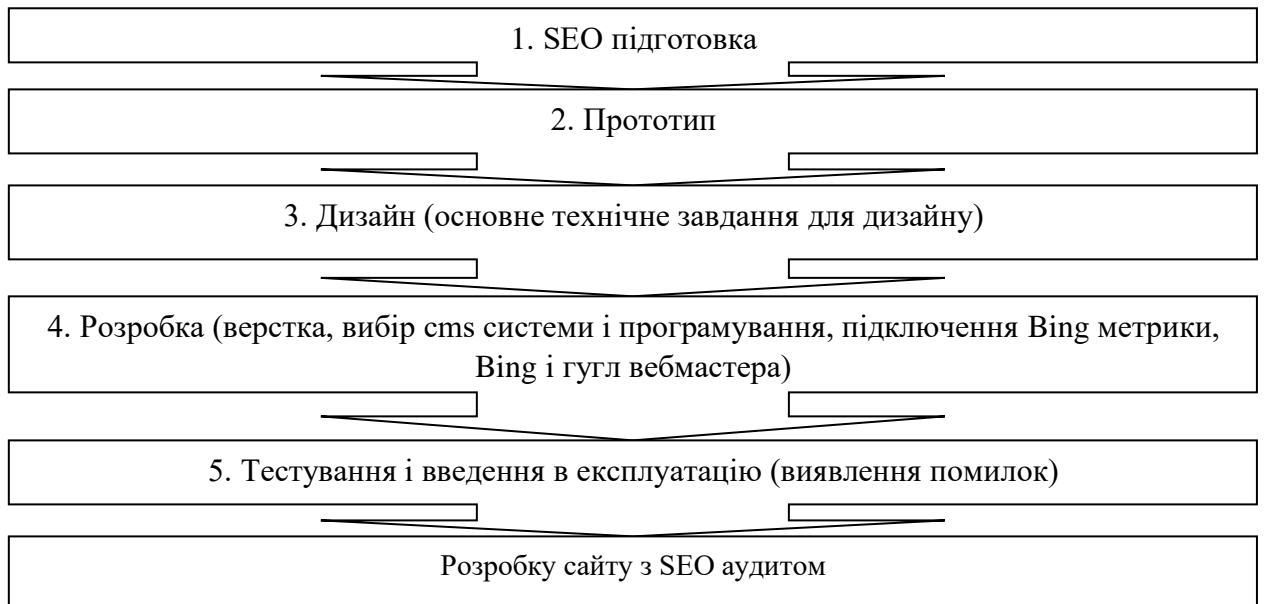 1. SEO підготовка
2. Прототип
3. Дизайн (основне технічне завдання для дизайну)
4. Розробка (верстка, вибір cms системи і програмування, підключення Bing метрики,
Bing і гугл вебмастера)
5. Тестування і введення в експлуатацію (виявлення помилок)
Розробку сайту з SEO аудитом